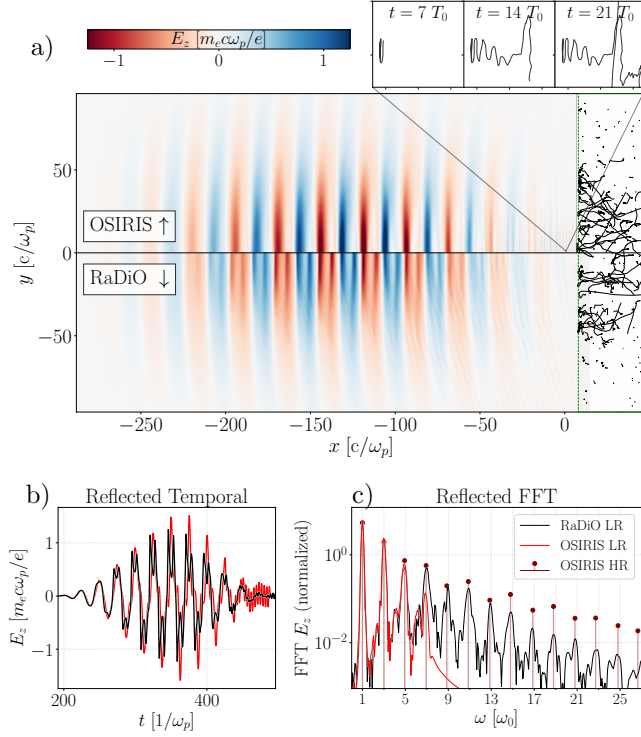 a)
E_z [m_e cω_p/e]
−1 0 1
t = 7 T_0
t = 14 T_0
t = 21 T_0
OSIRIS ↑
RaDiO ↓
y [c/ω_p]
50
0
−50
−250 −200 −150 −100 −50 0
x [c/ω_p]
b)
Reflected Temporal
E_z [m_e cω_p/e]
1
0
−1
200 400
t [1/ω_p]
c)
Reflected FFT
FFT E_z (normalized)
10^0
10^−2
RaDiO LR
OSIRIS LR
OSIRIS HR
1 5 9 13 17 21 25
ω [ω_0]